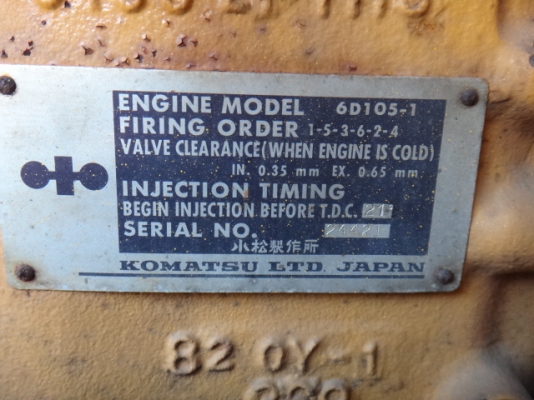 ENGINE MODEL 6D105-1
FIRING ORDER 1-5-3-6-2-4
VALVE CLEARANCE (WHEN ENGINE IS COLD)
IN. 0.35 mm EX. 0.65 mm
INJECTION TIMING
BEGIN INJECTION BEFORE T.D.C. 21°
SERIAL NO.
小松製作所
KOMATSU LTD. JAPAN
82 0Y-1